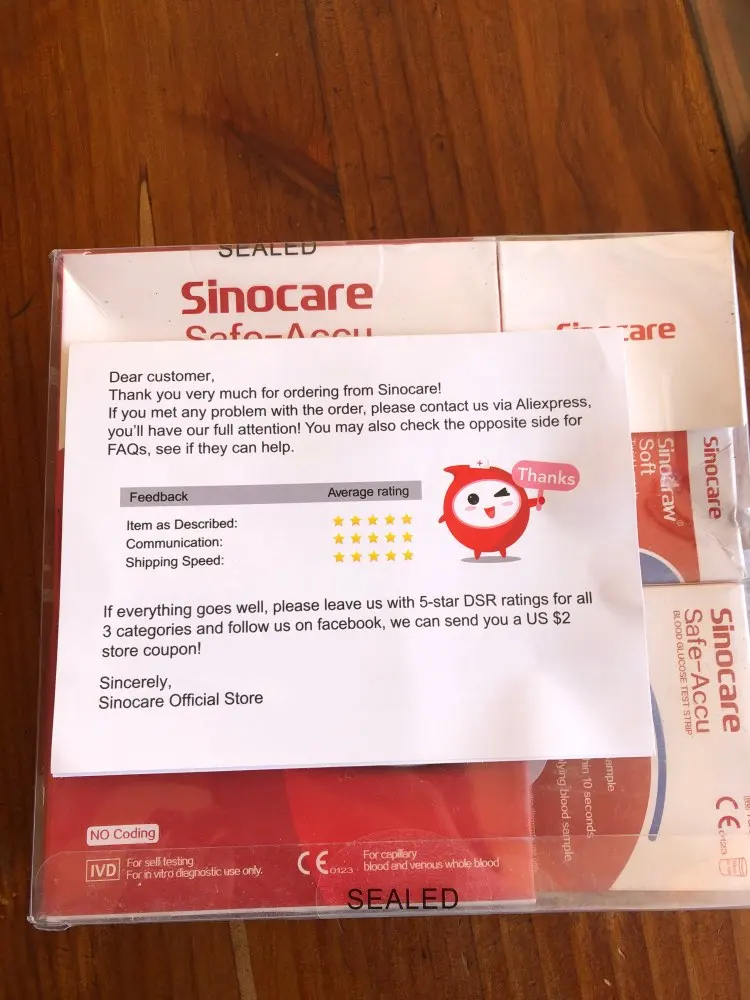 SEALED
Sinocare
Safe-Accu
Dear customer,
Thank you very much for ordering from Sinocare!
If you met any problem with the order, please contact us via Aliexpress,
you'll have our full attention! You may also check the opposite side for
FAQs, see if they can help.
Feedback Average rating
Item as Described:
Communication:
Shipping Speed:
Thanks
If everything goes well, please leave us with 5-star DSR ratings for all
3 categories and follow us on facebook, we can send you a US $2
store coupon!
Sincerely,
Sinocare Official Store
Sinocare
Sinocare
Sinodraw®
Soft
Sinocare
Safe-Accu
BLOOD GLUCOSE TEST STRIP
10 seconds
blood sample
CE 0123
NO Coding
IVD
For self testing
For in vitro diagnostic use only.
CE 0123
For capillary
blood and venous whole blood
SEALED